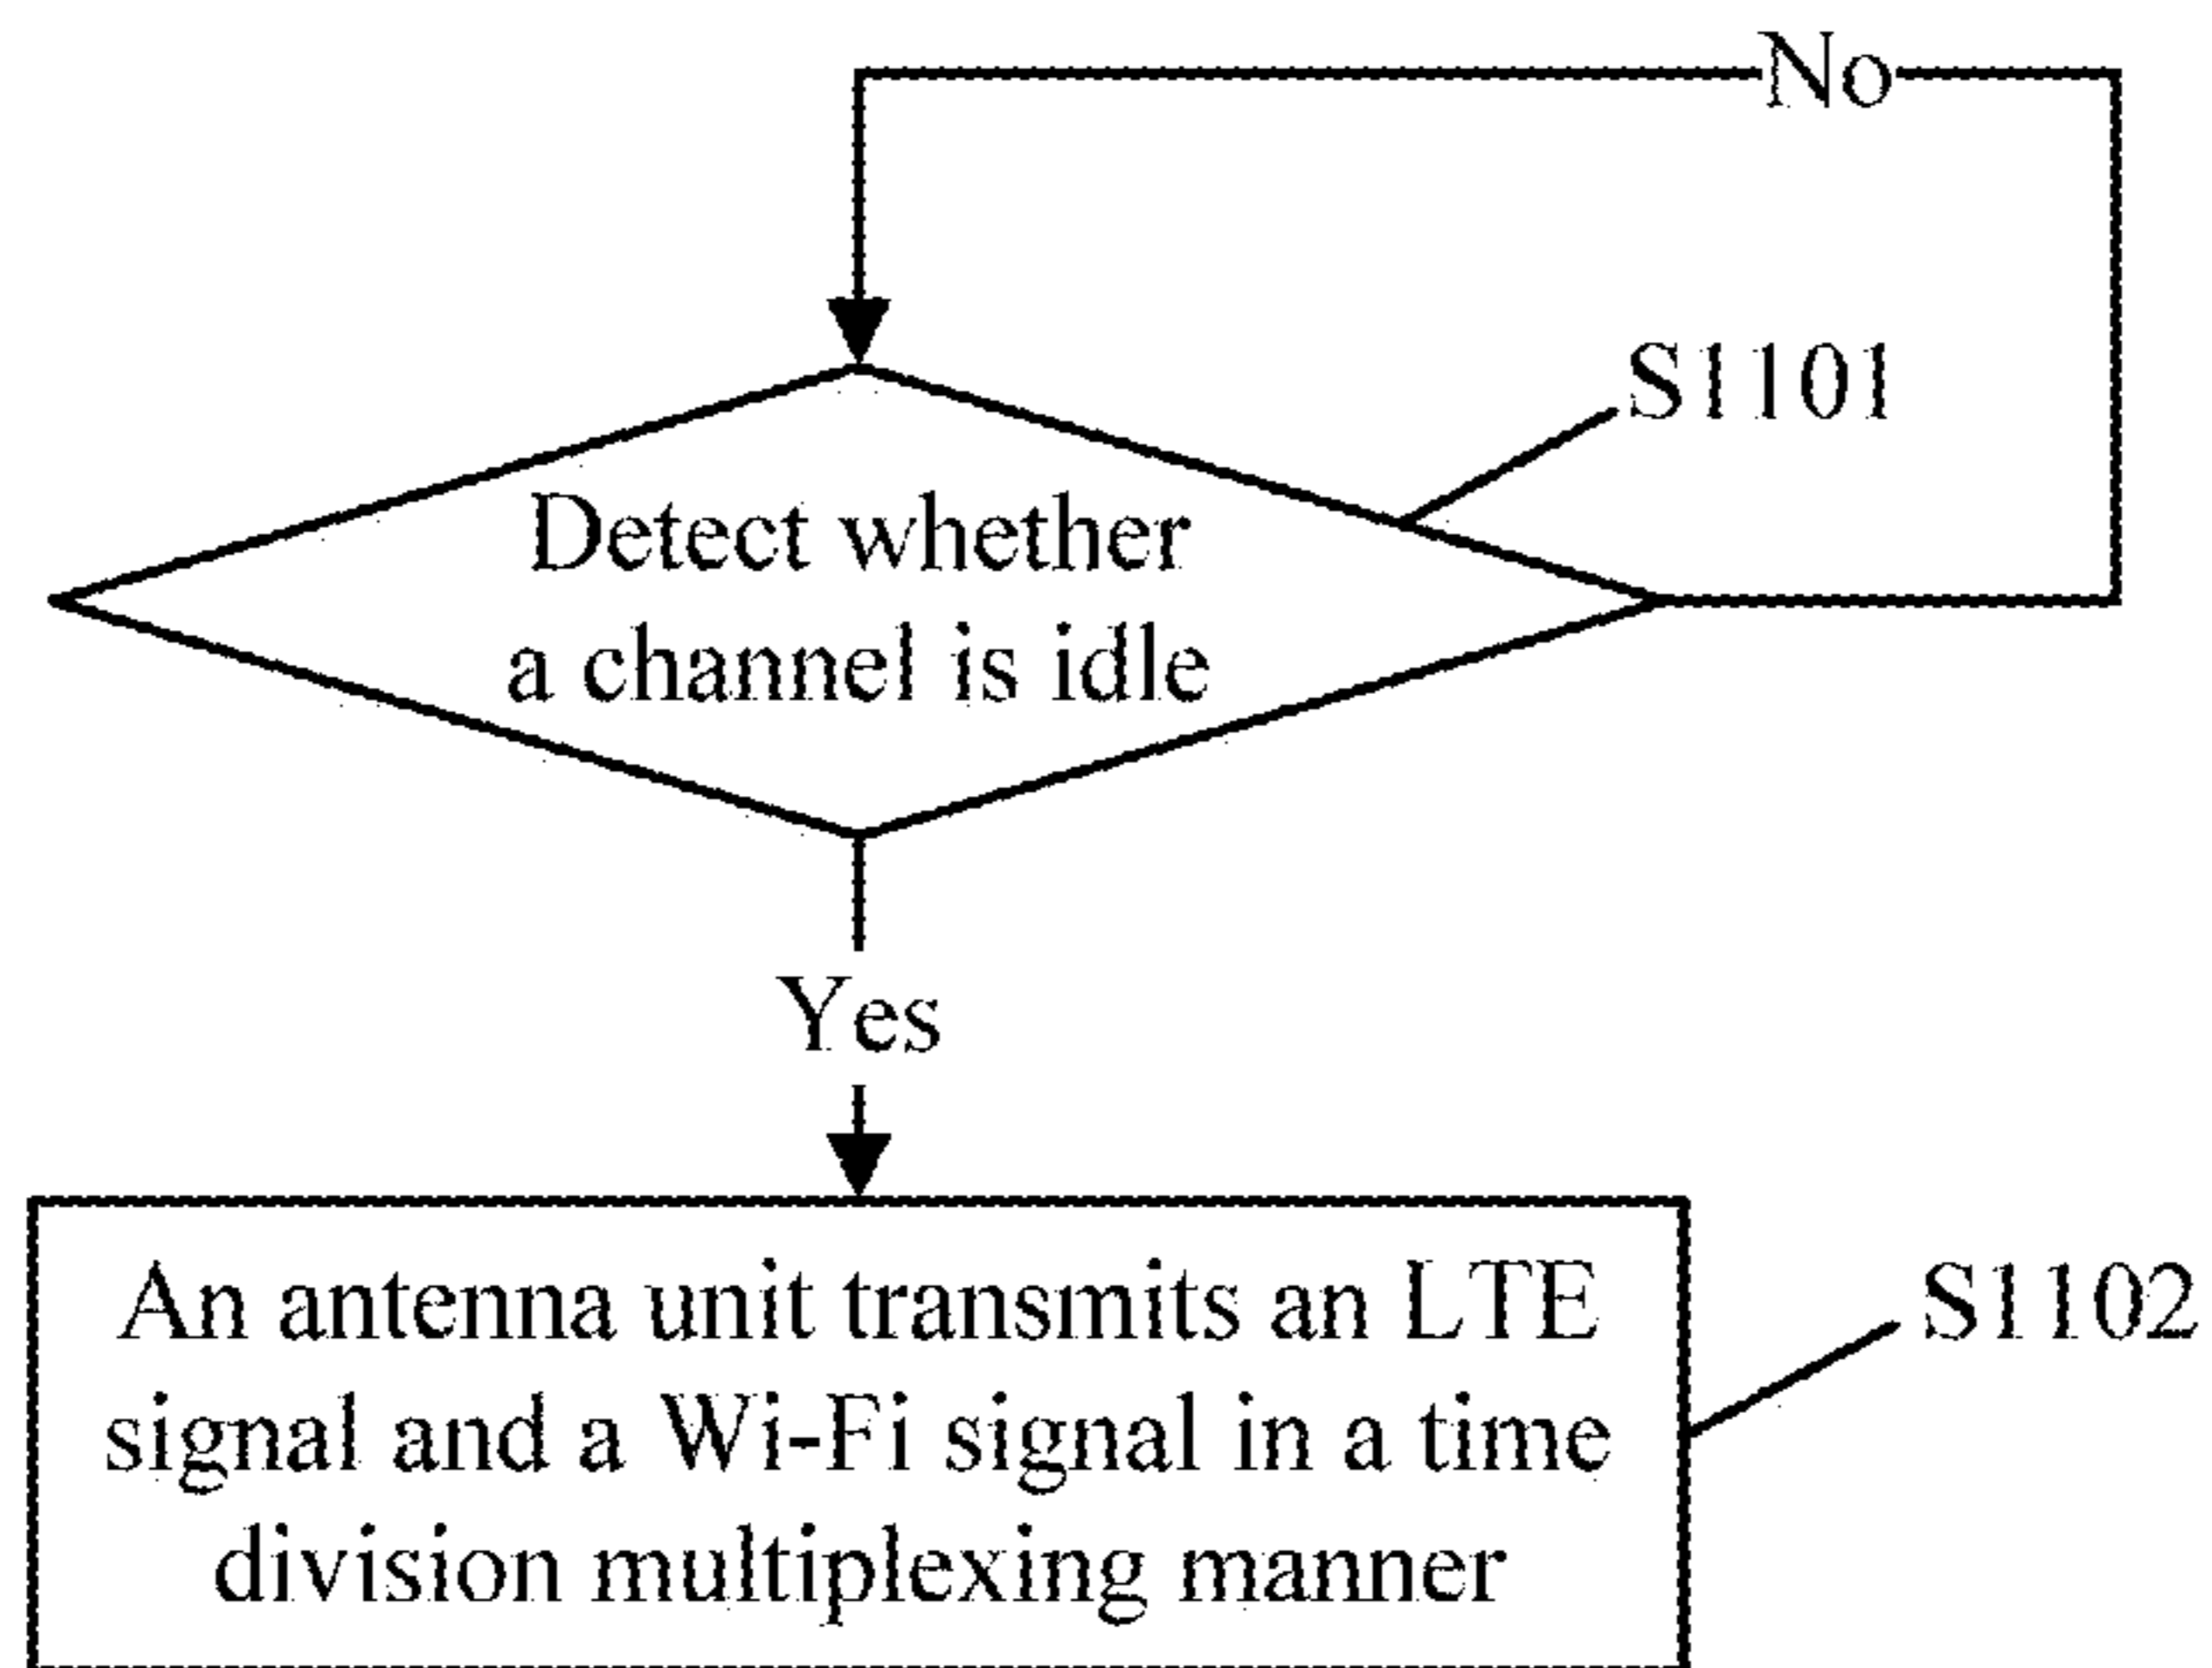 No
S1101
Detect whether
a channel is idle
Yes
An antenna unit transmits an LTE
signal and a Wi-Fi signal in a time
division multiplexing manner
S1102